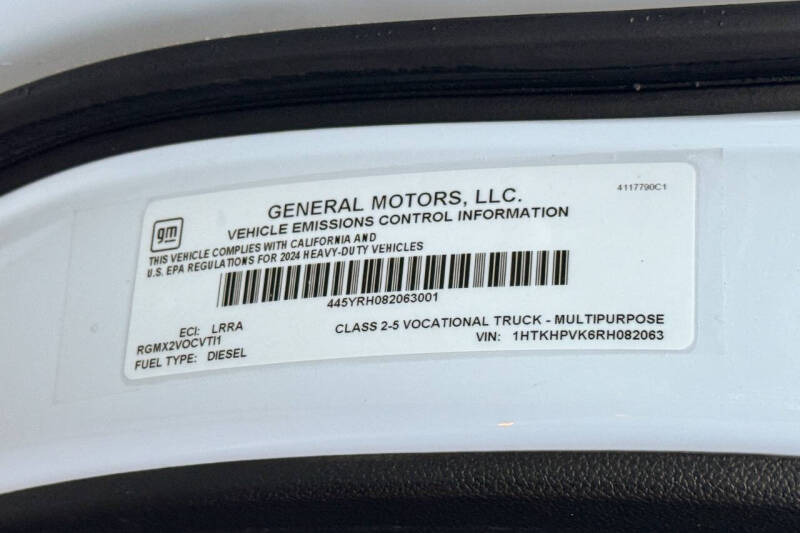 4117790C1
gm
GENERAL MOTORS, LLC.
VEHICLE EMISSIONS CONTROL INFORMATION
THIS VEHICLE COMPLIES WITH CALIFORNIA AND
U.S. EPA REGULATIONS FOR 2024 HEAVY-DUTY VEHICLES
445YRH082063001
ECI: LRRA
RGMX2VOCVTI1
FUEL TYPE: DIESEL
CLASS 2-5 VOCATIONAL TRUCK - MULTIPURPOSE
VIN: 1HTKHPVK6RH082063